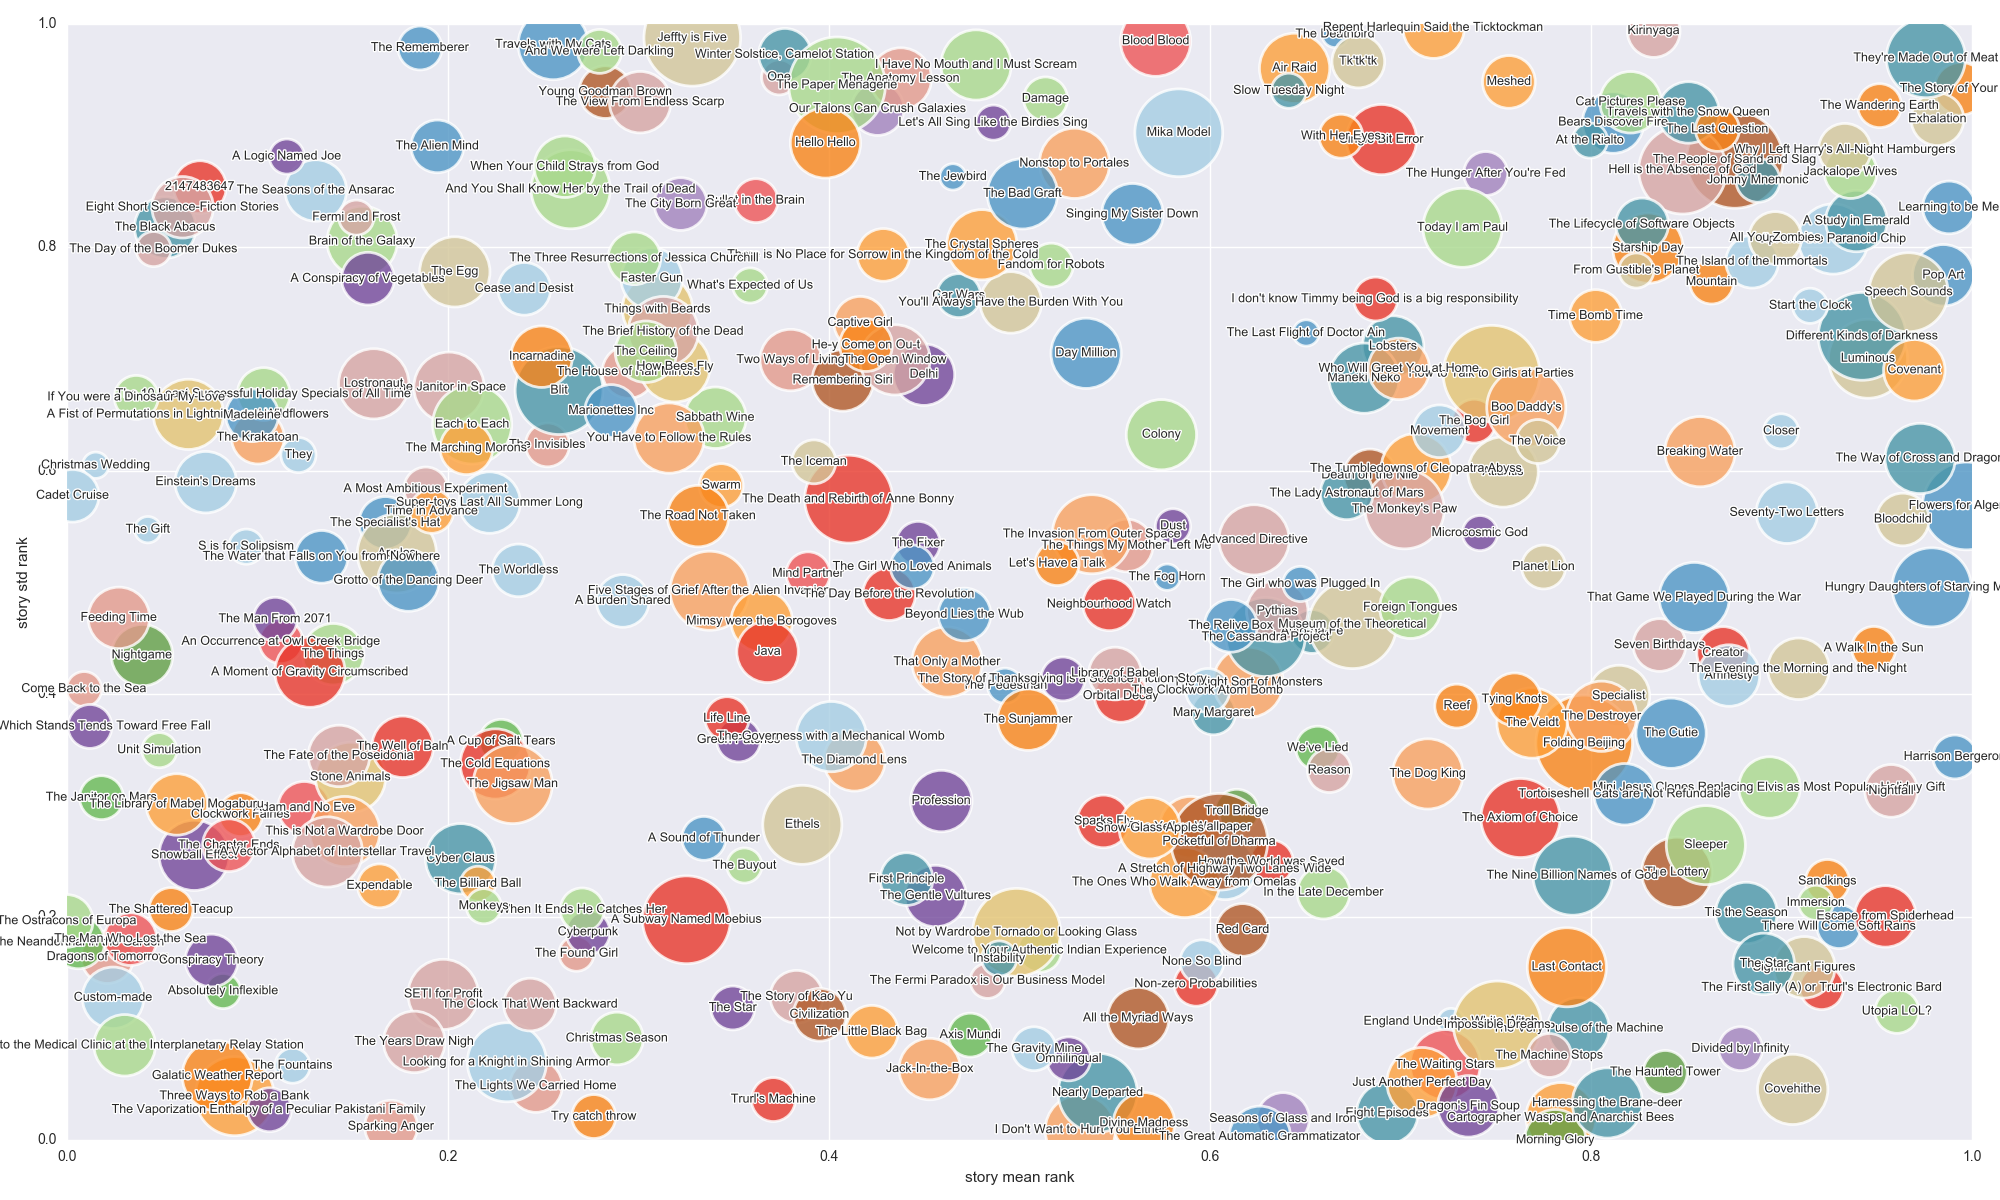 1.0
Repent Harlequin Said the Ticktockman
Kirinyaga
The Deathbird
Jeffty is Five
Blood Blood
The Rememberer
Travels with My Cats
And We were Left Darkling
Winter Solstice, Camelot Station
They're Made Out of Meat
I Have No Mouth and I Must Scream
Air Raid
Tk'tk'tk
One
The Anatomy Lesson
The Paper Menagerie
Meshed
The Story of Your
Young Goodman Brown
The View From Endless Scarp
Slow Tuesday Night
Damage
Cat Pictures Please
The Wandering Earth
Our Talons Can Crush Galaxies
Travels with the Snow Queen
Exhalation
Let's All Sing Like the Birdies Sing
Bears Discover Fire
The Last Question
Mika Model
With Her Eyes
Bit Error
At the Rialto
Hello Hello
The Alien Mind
Why I Left Harry's All-Night Hamburgers
A Logic Named Joe
The People of Sand and Slag
Nonstop to Portales
When Your Child Strays from God
Hell is the Absence of God
Jackalope Wives
The Hunger After You're Fed
The Jewbird
Johnny Mnemonic
2147483647
The Seasons of the Ansarac
And You Shall Know Her by the Trail of Dead
The Bad Graft
The City Born Great
in the Brain
Eight Short Science-Fiction Stories
Learning to be Me
Singing My Sister Down
Fermi and Frost
The Black Abacus
Today I am Paul
The Lifecycle of Software Objects
A Study in Emerald
Brain of the Galaxy
All You Zombies
Paranoid Chip
The Day of the Boomer Dukes
The Crystal Spheres
Starship Day
0.8
is No Place for Sorrow in the Kingdom of the Cold
The Three Resurrections of Jessica Churchill
The Island of the Immortals
Fandom for Robots
From Gustible's Planet
The Egg
A Conspiracy of Vegetables
Faster Gun
Pop Art
Mountain
What's Expected of Us
Cease and Desist
Speech Sounds
Car Wars
You'll Always Have the Burden With You
I don't know Timmy being God is a big responsibility
Start the Clock
Things with Beards
Time Bomb Time
Captive Girl
The Brief History of the Dead
The Last Flight of Doctor Ain
Different Kinds of Darkness
He-y Come on Ou-t
Lobsters
The Ceiling
Day Million
Incarnadine
Two Ways of Living
The Open Window
Luminous
How Bees Fly
The House of Hall Mirrors
Who Will Greet You at Home
Covenant
How to Talk to Girls at Parties
Delhi
Maneki Neko
Remembering Siri
Lostronaut
The Janitor in Space
Blit
Successful Holiday Specials of All Time
If You were a Dinosaur My Love
Boo Daddy's
Marionettes Inc
A Fist of Permutations in Lightning
Wildflowers
Madeleine
Sabbath Wine
The Bog Girl
Each to Each
Movement
Closer
Colony
You Have to Follow the Rules
The Krakatoan
The Voice
The Invisibles
The Marching Morons
Breaking Water
They
The Way of Cross and Dragon
The Iceman
Christmas Wedding
0.6
The Tumbledowns of Cleopatra Abyss
Death on the Nile
Einstein's Dreams
Swarm
A Most Ambitious Experiment
The Lady Astronaut of Mars
Cadet Cruise
The Death and Rebirth of Anne Bonny
Super-toys Last All Summer Long
Flowers for Alger
The Monkey's Paw
Time in Advance
Seventy-Two Letters
The Road Not Taken
Bloodchild
The Specialist's Hat
Dust
The Gift
The Invasion From Outer Space
Microcosmic God
Advanced Directive
The Fixer
The Things My Mother Left Me
S is for Solipsism
The Water that Falls on You from Nowhere
Let's Have a Talk
Planet Lion
The Girl Who Loved Animals
The Worldless
Mind Partner
The Fog Horn
Grotto of the Dancing Deer
The Girl who was Plugged In
Hungry Daughters of Starving M
Five Stages of Grief After the Alien Invasion
The Day Before the Revolution
That Game We Played During the War
A Burden Shared
Neighbourhood Watch
Foreign Tongues
Pythias
Beyond Lies the Wub
Feeding Time
The Man From 2071
Mimsy were the Borogoves
The Relive Box
Museum of the Theoretical
The Cassandra Project
An Occurrence at Owl Creek Bridge
Seven Birthdays
A Walk In the Sun
Java
The Things
Creator
Nightgame
That Only a Mother
The Evening the Morning and the Night
A Moment of Gravity Circumscribed
Library of Babel
Amnesty
The Story of Thanksgiving is a Science Fiction Story
The Pedestrian
Sort of Monsters
Come Back to the Sea
The Clockwork Atom Bomb
0.4
Orbital Decay
Specialist
Tying Knots
Reef
Mary Margaret
The Destroyer
Life Line
The Sunjammer
The Veldt
Which Stands Tends Toward Free Fall
The Cutie
The Governess with a Mechanical Womb
A Cup of Salt Tears
Folding Beijing
The Well of Baln
Unit Simulation
We've Lied
The Fate of the Poseidonia
Harrison Bergeron
The Diamond Lens
The Cold Equations
Reason
The Dog King
Stone Animals
The Jigsaw Man
Mini Jesus Clones Replacing Elvis as Most Popular
Gift
Nightfall
Tortoiseshell Cats are Not Refundable
The Janitor on Mars
Profession
The Library of Mabel Mogaburu
Adam and No Eve
Troll Bridge
Clockwork Fairies
The Axiom of Choice
Sparks Fly
Ethels
Snow Glass Apples
Wallpaper
This is Not a Wardrobe Door
A Sound of Thunder
Pocketful of Dharma
Sleeper
The Chapter Ends
Vector Alphabet of Interstellar Travel
Snowball Effect
Cyber Claus
How the World was Saved
The Buyout
A Stretch of Highway Two Lanes Wide
The Lottery
The Nine Billion Names of God
First Principle
The Ones Who Walk Away from Omelas
Sandkings
The Billiard Ball
Expendable
In the Late December
The Gentle Vultures
Immersion
Monkeys
When It Ends He Catches Her
The Shattered Teacup
Tis the Season
Escape from Spiderhead
0.2
The Ostracons of Europa
A Subway Named Moebius
There Will Come Soft Rains
Red Card
Cyberpunk
Not by Wardrobe Tornado or Looking Glass
The Man Who Lost the Sea
Welcome to Your Authentic Indian Experience
The Found Girl
Dragons of Tomorrow
Instability
Conspiracy Theory
None So Blind
The Star
Last Contact
Significant Figures
The Fermi Paradox is Our Business Model
Non-zero Probabilities
The First Sally (A) or Trurl's Electronic Bard
Absolutely Inflexible
SETI for Profit
Custom-made
The Story of Kao Yu
The Clock That Went Backward
The Star
Utopia LOL?
Civilization
All the Myriad Ways
England Under the White Witch
Impossible Dreams
Pulse of the Machine
The Little Black Bag
Axis Mundi
Christmas Season
The Years Draw Nigh
to the Medical Clinic at the Interplanetary Relay Station
The Gravity Mine
Divided by Infinity
The Machine Stops
Omnilingual
Looking for a Knight in Shining Armor
The Fountains
The Waiting Stars
Jack-In-the-Box
The Haunted Tower
Galatic Weather Report
Just Another Perfect Day
The Lights We Carried Home
Covehithe
Nearly Departed
Three Ways to Rob a Bank
Trurl's Machine
Harnessing the Brane-deer
Dragon's Fin Soup
The Vaporization Enthalpy of a Peculiar Pakistani Family
Eight Episodes
Try catch throw
Cartographer Wasps and Anarchist Bees
Seasons of Glass and Iron
Divine Madness
Sparking Anger
I Don't Want to Hurt You Either
The Great Automatic Grammatizator
Morning Glory
0.0
0.0
0.2
0.4
0.6
0.8
1.0
story mean rank
story std rank